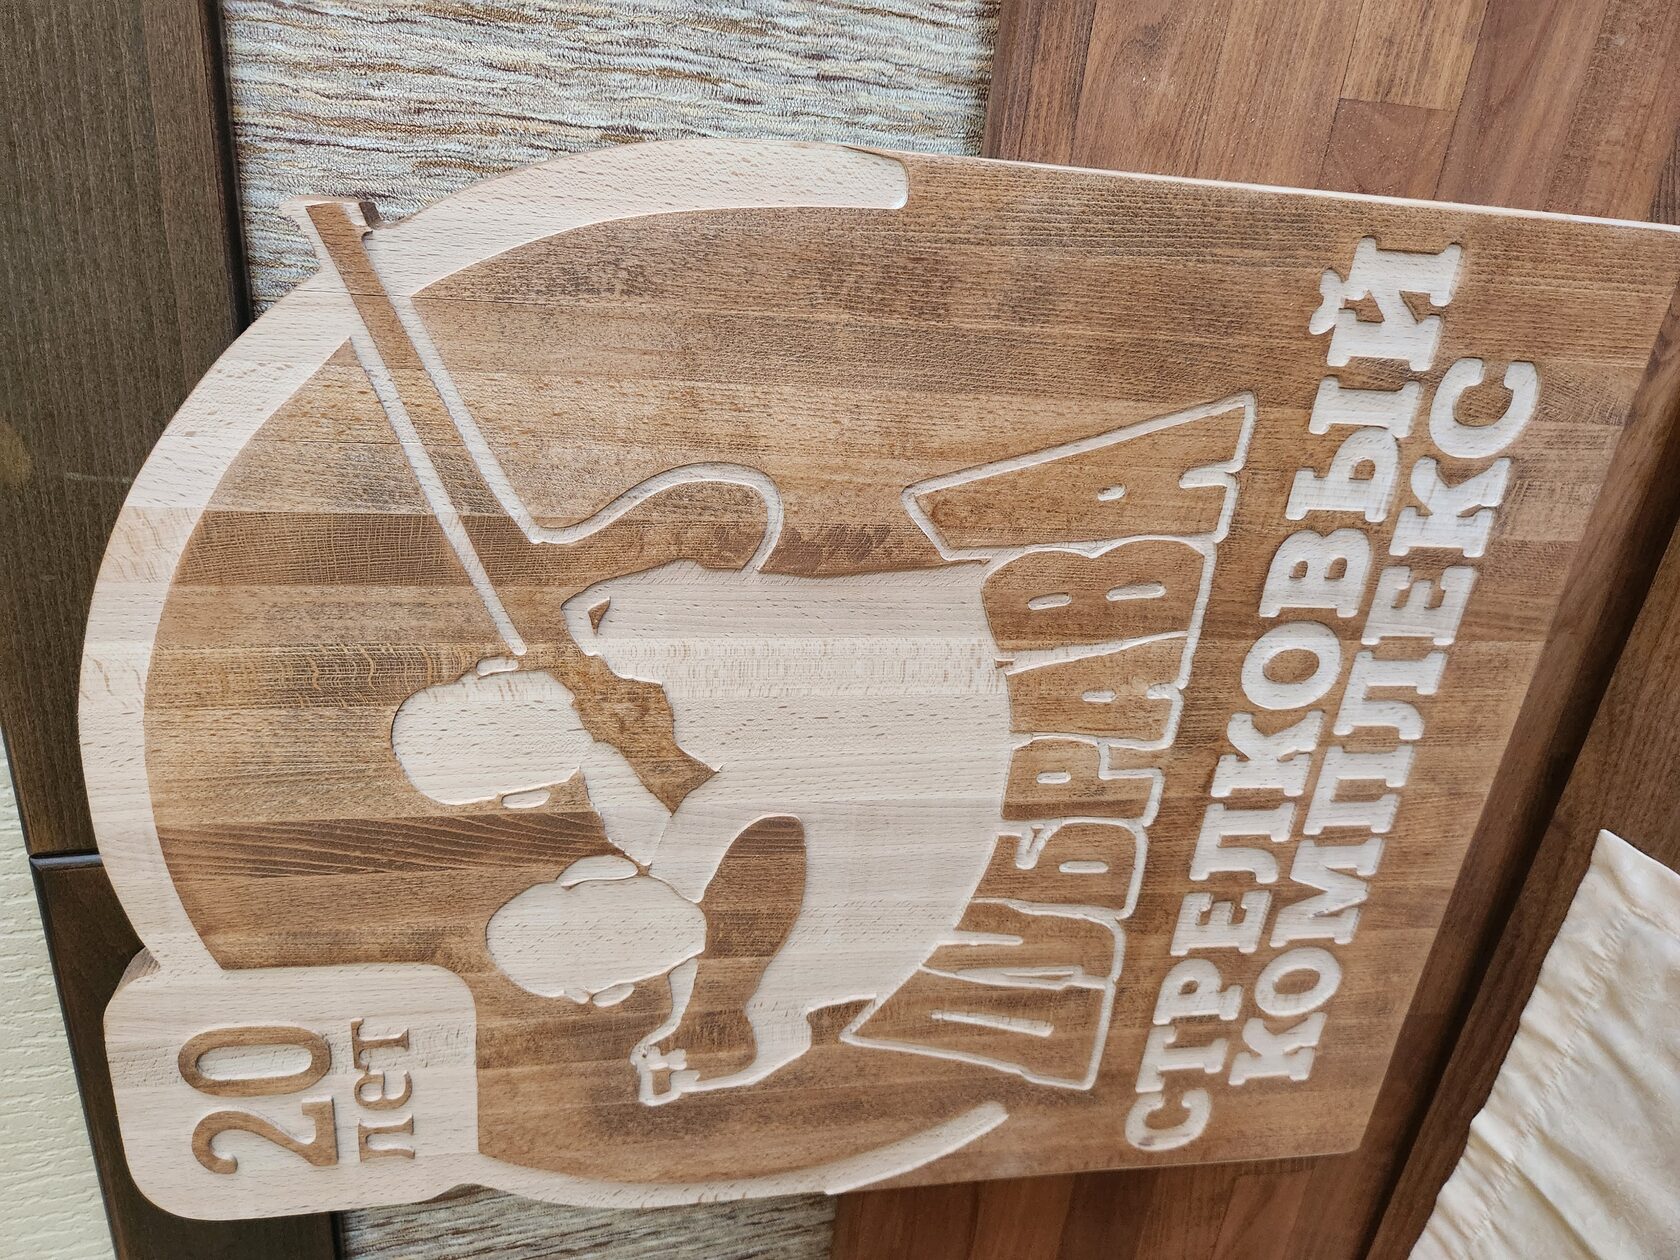 20
лет
ДУБРАВА
СТРЕЛКОВЫЙ
КОМПЛЕКС